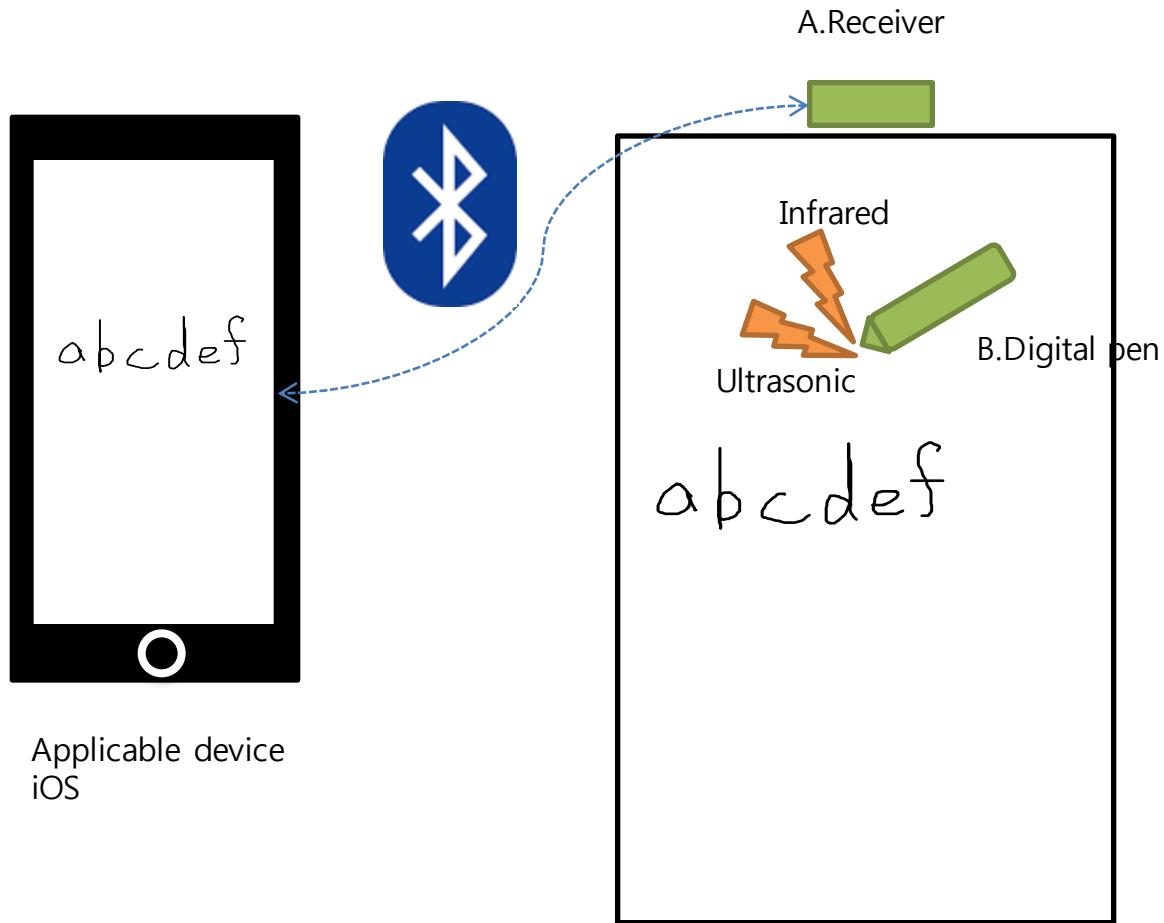 A.Receiver
Infrared
B.Digital pen
Ultrasonic
abcdef
abcdef
Applicable device
iOS